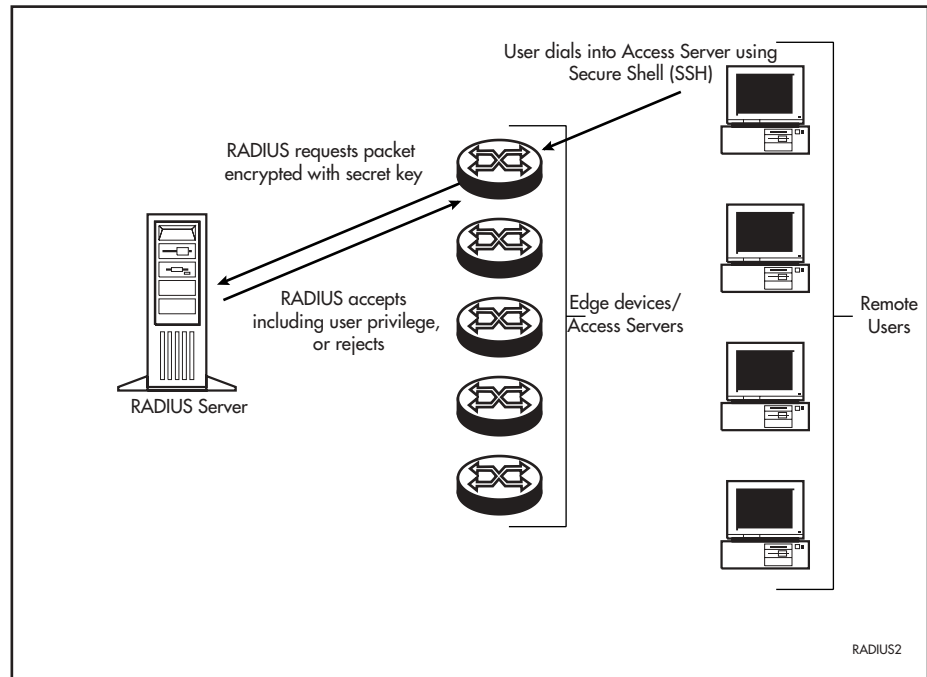 User dials into Access Server using
Secure Shell (SSH)
RADIUS requests packet
encrypted with secret key
RADIUS accepts
including user privilege,
or rejects
Edge devices/
Access Servers
Remote
Users
RADIUS Server
RADIUS2